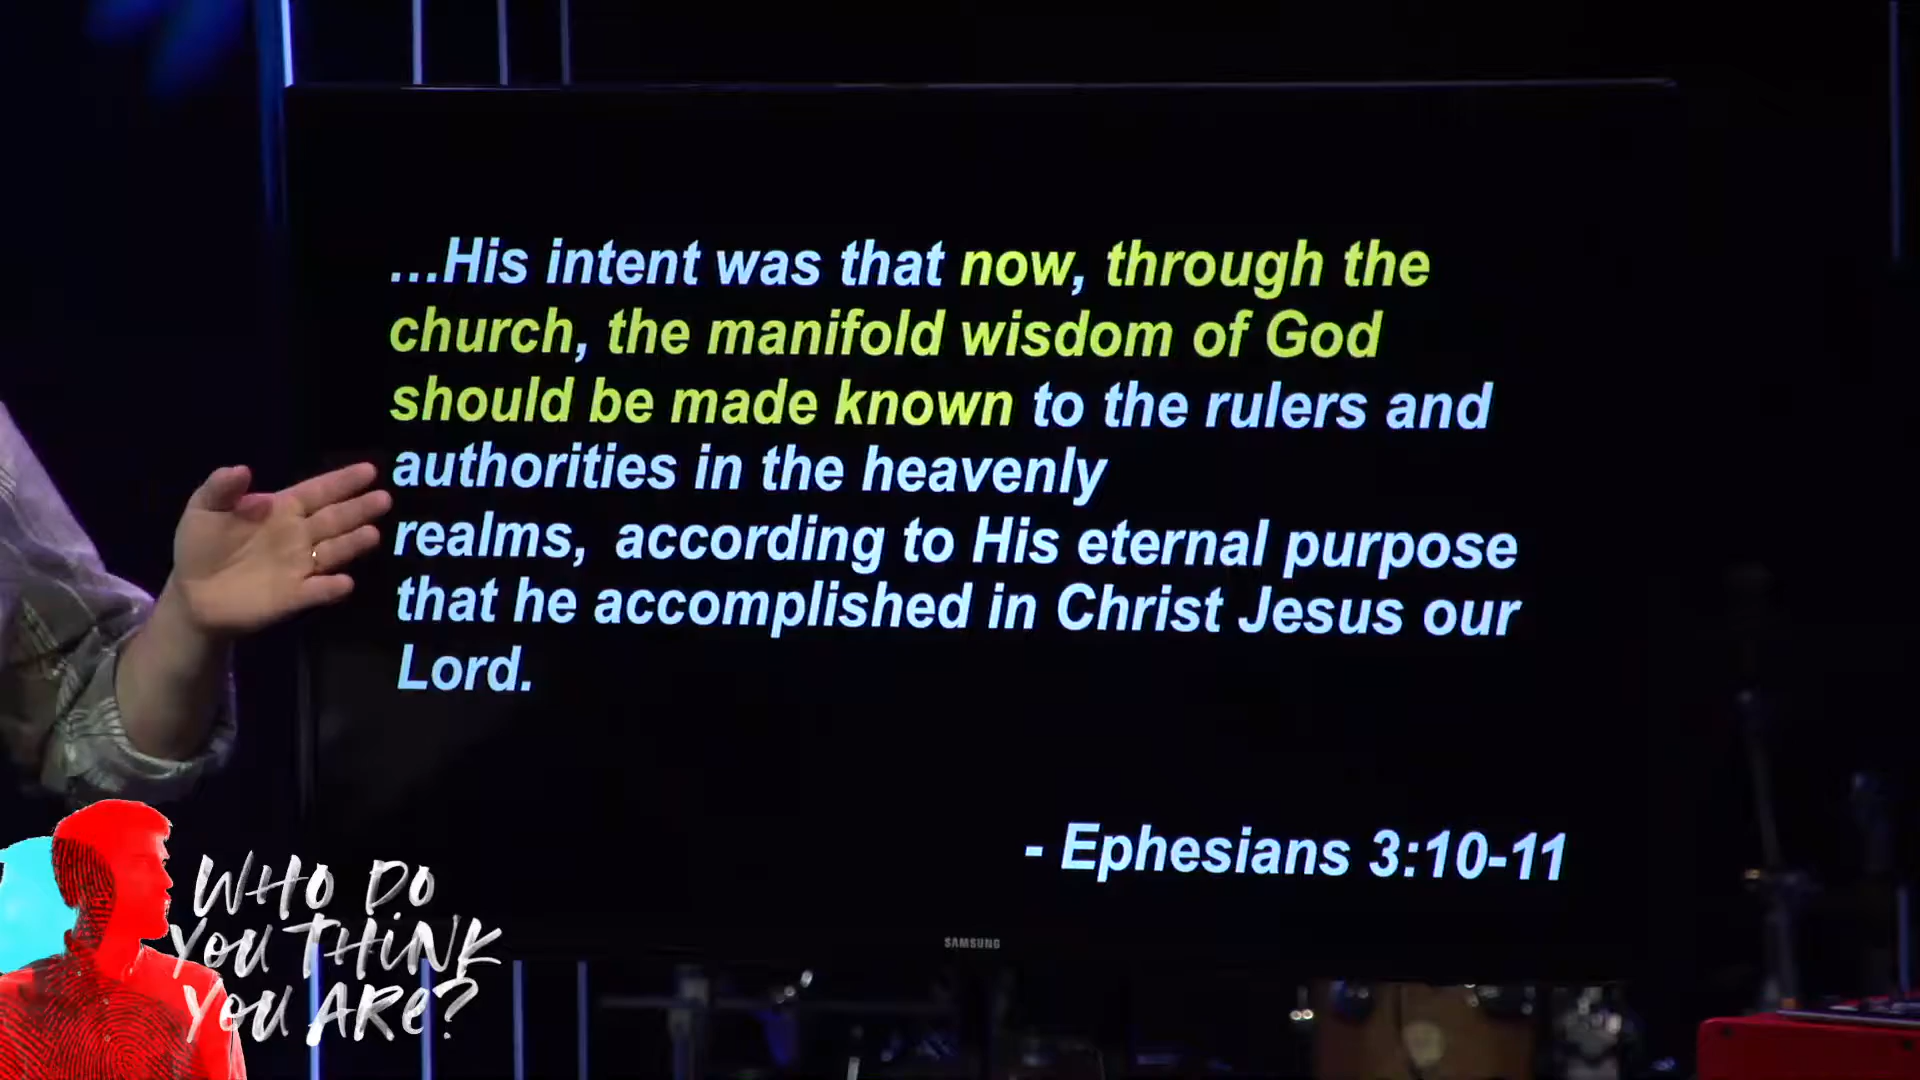 ...His intent was that now, through the
church, the manifold wisdom of God
should be made known to the rulers and
authorities in the heavenly
realms, according to His eternal purpose
that he accomplished in Christ Jesus our
Lord.
- Ephesians 3:10-11
SAMSUNG
WHO DO
YOU THINK
YOU ARE?